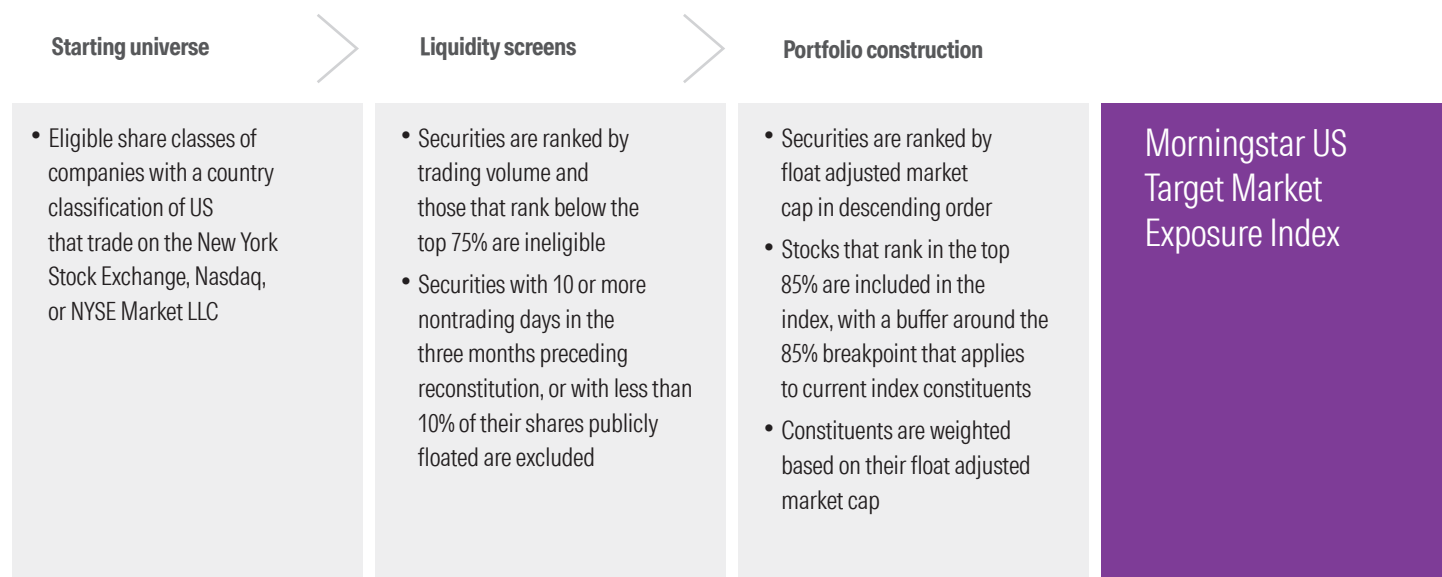 Starting universe
Liquidity screens
Portfolio construction
• Eligible share classes of
companies with a country
classification of US
that trade on the New York
Stock Exchange, Nasdaq,
or NYSE Market LLC
• Securities are ranked by
trading volume and
those that rank below the
top 75% are ineligible
• Securities with 10 or more
nontrading days in the
three months preceding
reconstitution, or with less than
10% of their shares publicly
floated are excluded
• Securities are ranked by
float adjusted market
cap in descending order
• Stocks that rank in the top
85% are included in the
index, with a buffer around the
85% breakpoint that applies
to current index constituents
• Constituents are weighted
based on their float adjusted
market cap
Morningstar US
Target Market
Exposure Index